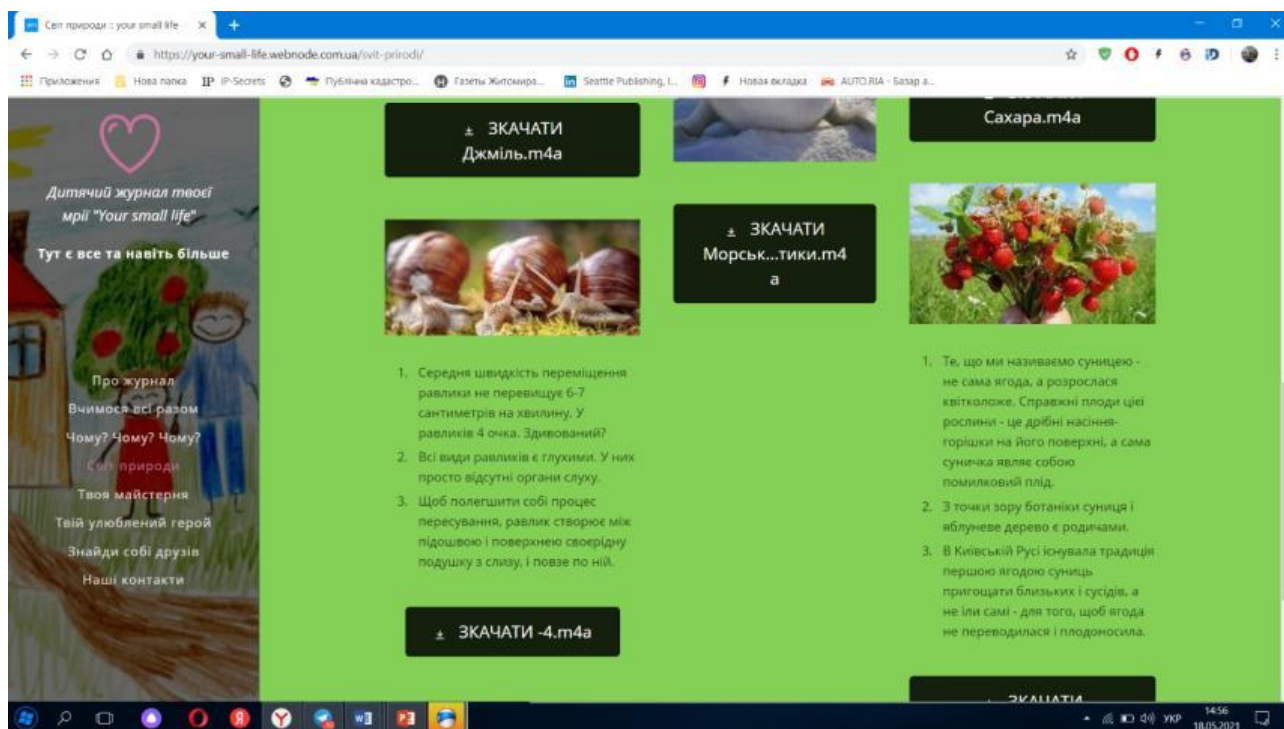 Світ природи :: your small life
https://your-small-life.webnode.com.ua/svit-prirodi/
Приложения
Нова папка
IP IP-Secrets
Публічна кадастро...
Газеты Житомира...
Seattle Publishing, I...
Новая вкладка
AUTO.RIA - Базар а...
Дитячий журнал твоєї
мрії "Your small life"
Тут є все та навіть більше
Про журнал
Вчимося всі разом
Чому? Чому? Чому?
Світ природи
Твоя майстерня
Твій улюблений герой
Знайди собі друзів
Наші контакти
ЗКАЧАТИ
Джміль.m4a
1. Середня швидкість переміщення
равлики не перевищує 6-7
сантиметрів на хвилину. У
равликів 4 очка. Здивований?
2. Всі види равликів є глухими. У них
просто відсутні органи слуху.
3. Щоб полегшити собі процес
пересування, равлик створює між
підошвою і поверхнею своєрідну
подушку з слизу, і повзе по ній.
ЗКАЧАТИ -4.m4a
ЗКАЧАТИ
Морськ...тики.m4
a
Сахара.m4a
1. Те, що ми називаємо суницею -
не сама ягода, а розрослася
квітколоже. Справжні плоди цієї
рослини - це дрібні насіння-
горішки на його поверхні, а сама
суничка являє собою
помилковий плід.
2. З точки зору ботаніки суниця і
яблуневе дерево є родичами.
3. В Київській Русі існувала традиція
першою ягодою суниць
пригощати близьких і сусідів, а
не їли самі - для того, щоб ягода
не переводилася і плодоносила.
ЗКАЧАТИ
УКР
14:56
18.05.2021